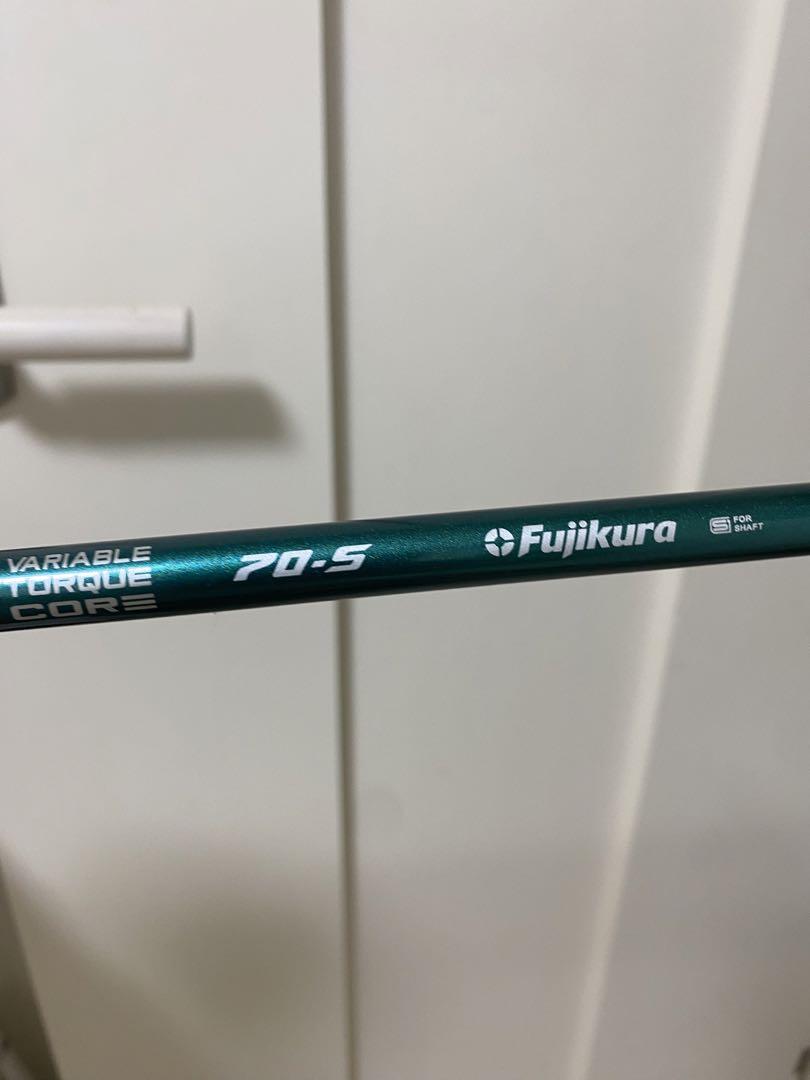 VARIABLE
TORQUE
CORE
70-S
Fujikura
FOR
SHAFT